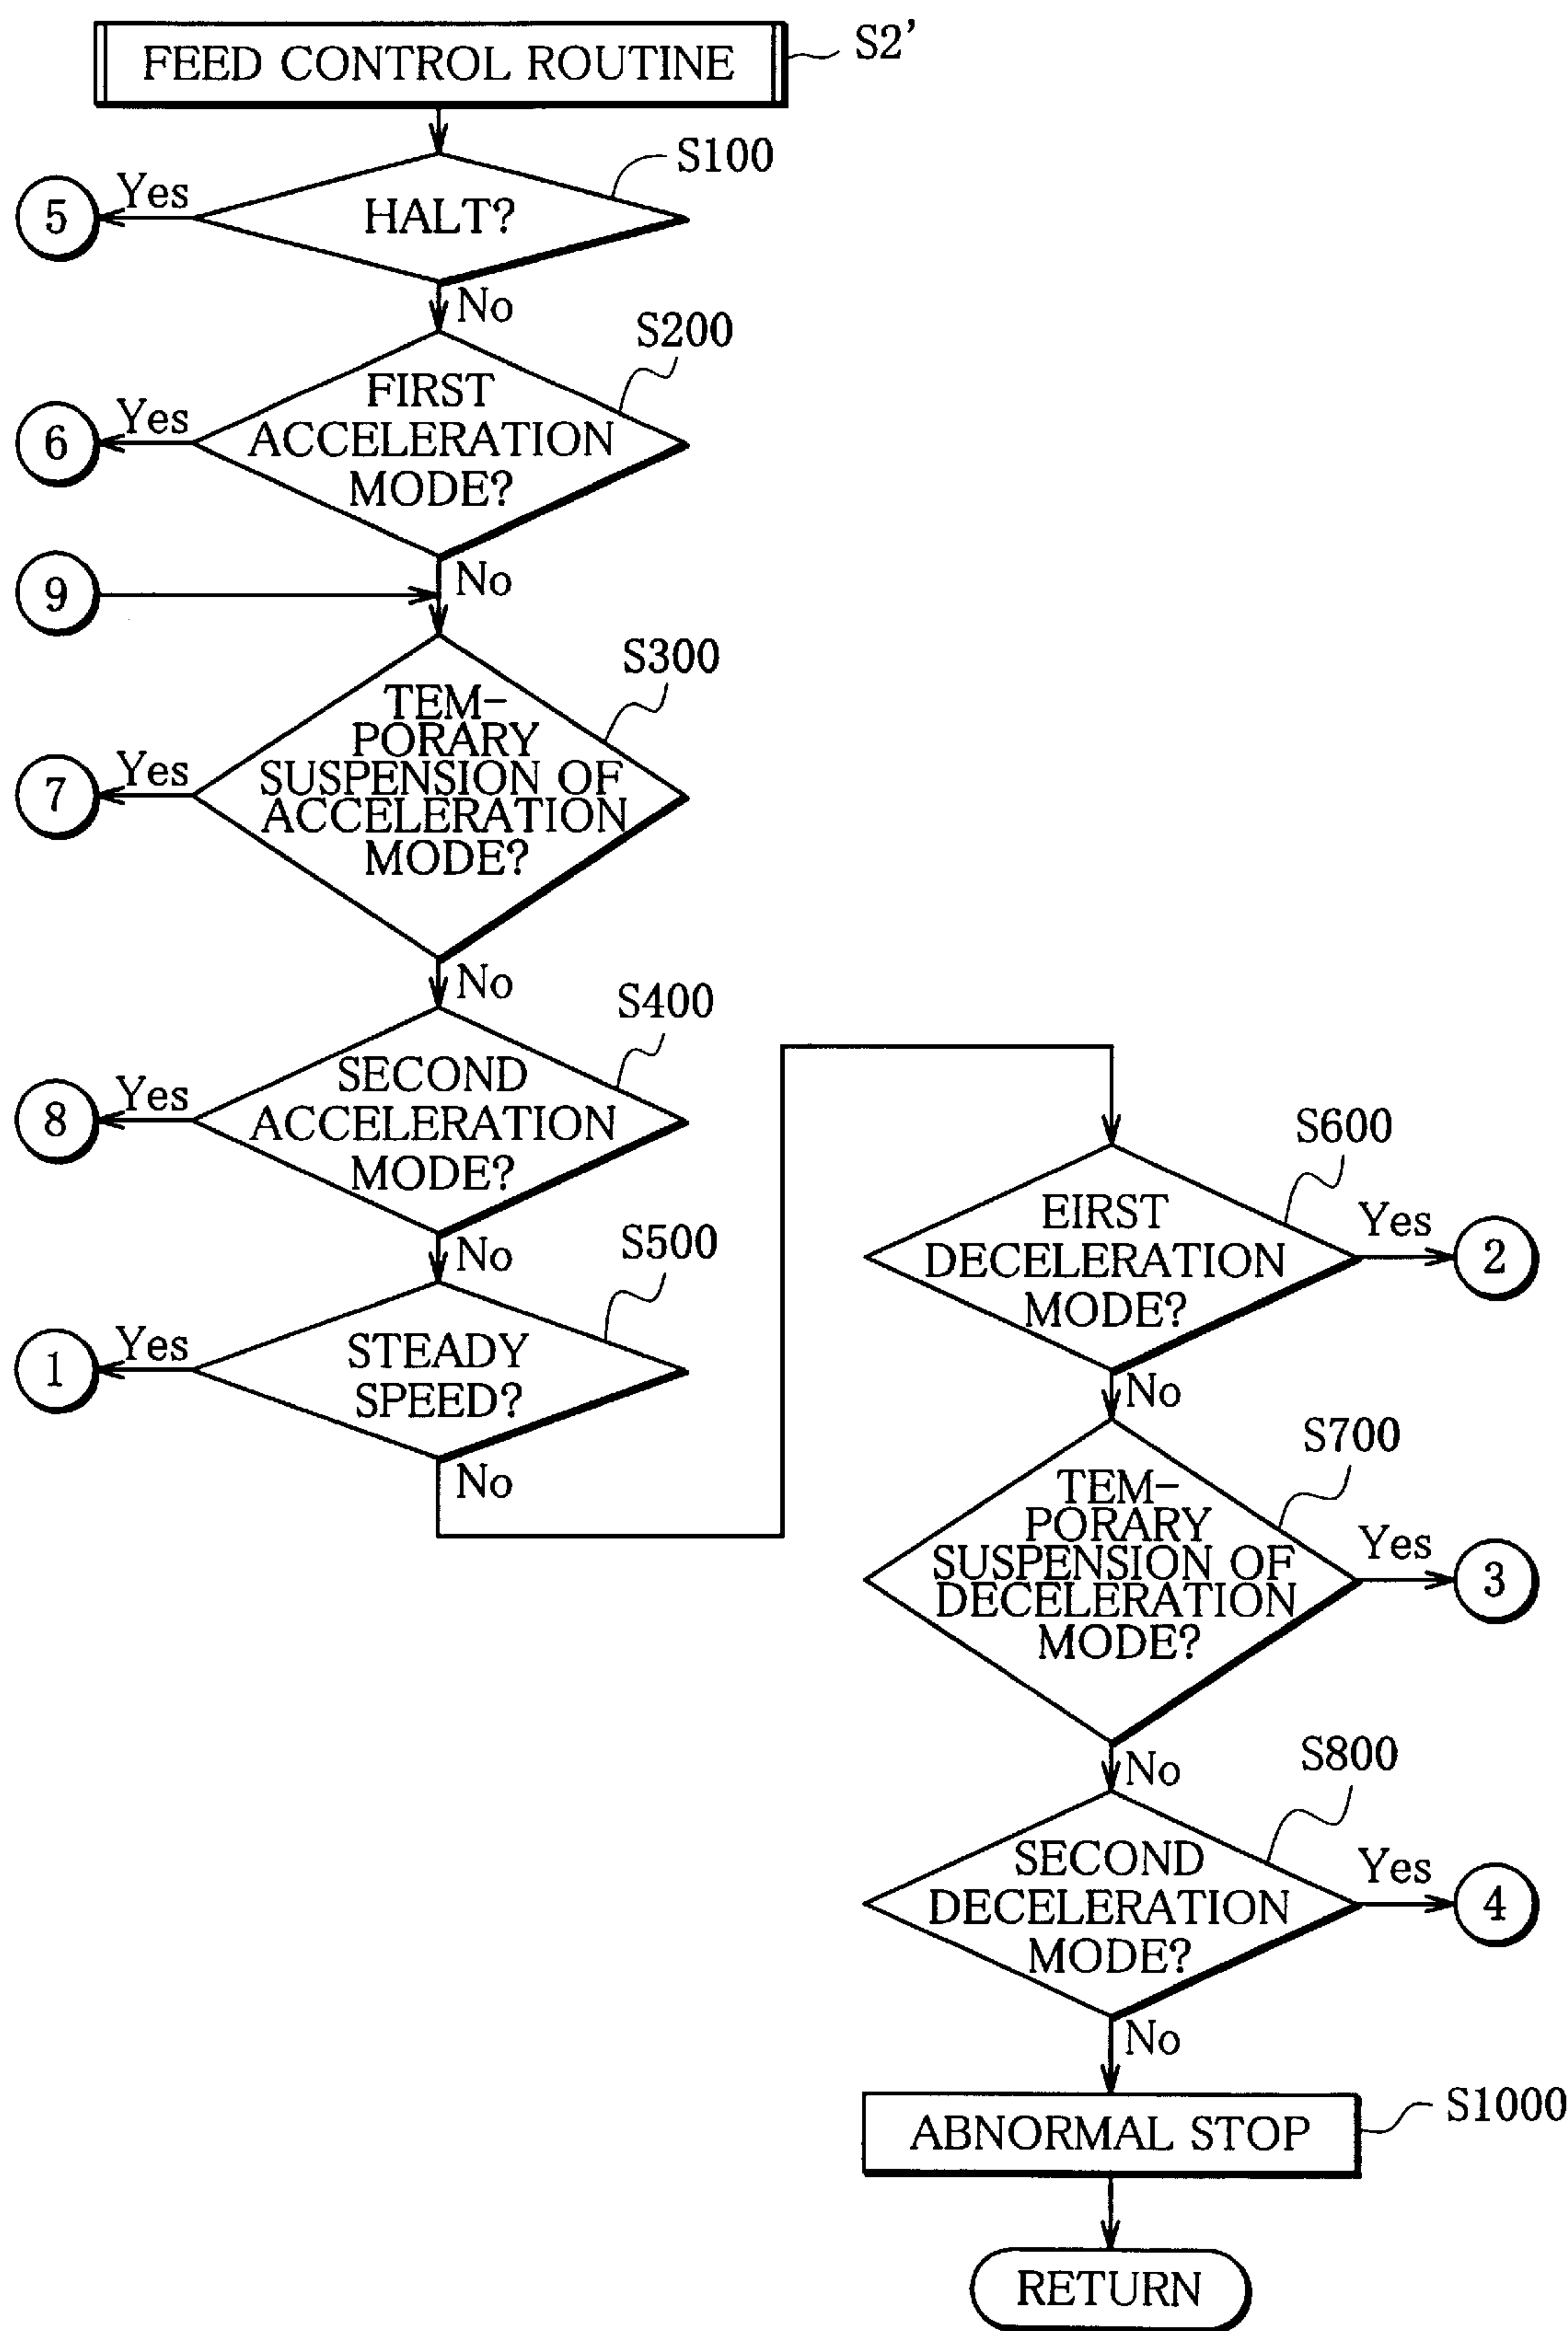 FEED CONTROL ROUTINE
S2'
S100
HALT?
Yes
5
No
S200
FIRST
ACCELERATION
MODE?
Yes
6
No
9
S300
TEM-
PORARY
SUSPENSION OF
ACCELERATION
MODE?
Yes
7
No
S400
SECOND
ACCELERATION
MODE?
Yes
8
No
S500
STEADY
SPEED?
Yes
1
No
S600
EIRST
DECELERATION
MODE?
Yes
2
No
S700
TEM-
PORARY
SUSPENSION OF
DECELERATION
MODE?
Yes
3
No
S800
SECOND
DECELERATION
MODE?
Yes
4
No
ABNORMAL STOP
S1000
RETURN